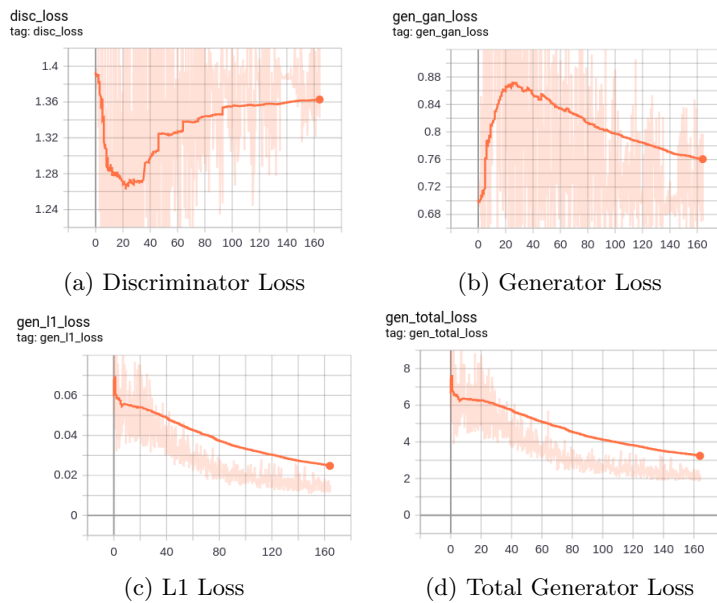 disc_loss
tag: disc_loss
1.4
1.36
1.32
1.28
1.24
0 20 40 60 80 100 120 140 160
(a) Discriminator Loss
gen_gan_loss
tag: gen_gan_loss
0.88
0.84
0.8
0.76
0.72
0.68
0 20 40 60 80 100 120 140 160
(b) Generator Loss
gen_l1_loss
tag: gen_l1_loss
0.06
0.04
0.02
0
0 40 80 120 160
(c) L1 Loss
gen_total_loss
tag: gen_total_loss
8
6
4
2
0
0 20 40 60 80 100 120 160
(d) Total Generator Loss